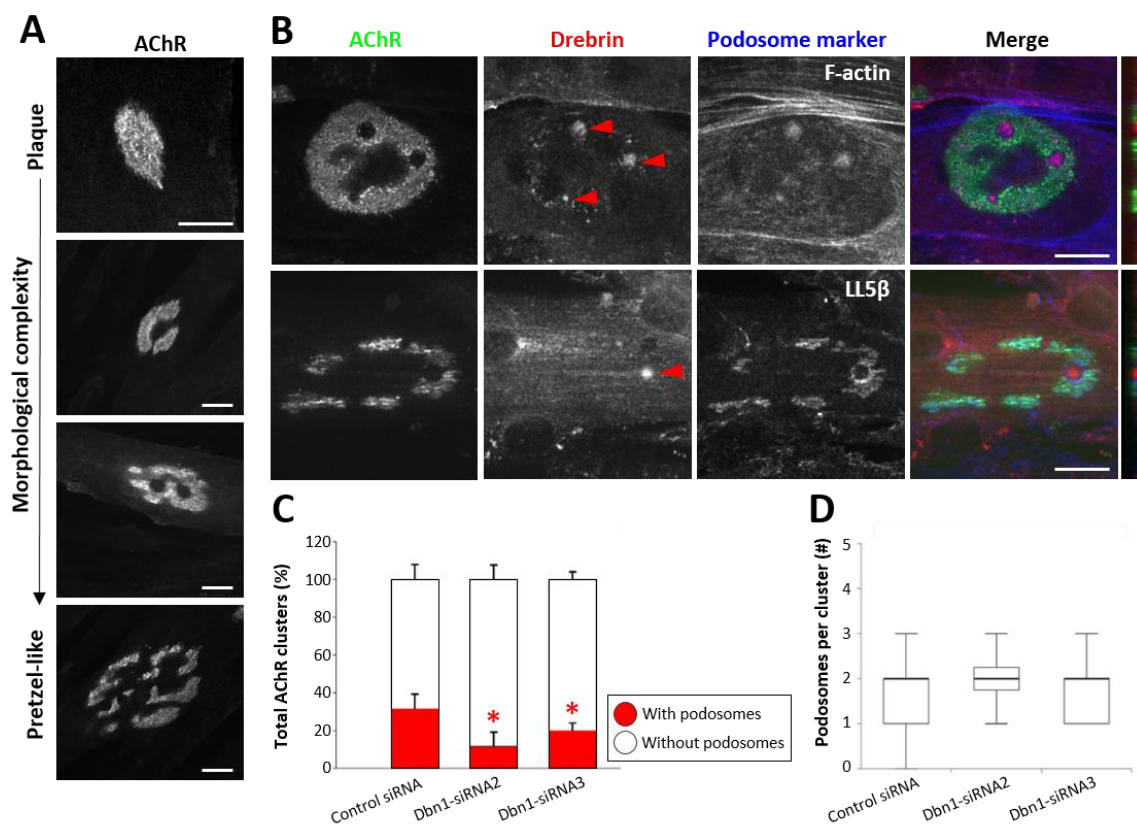 A
AChR
Plaque
Morphological complexity
Pretzel-like
B
AChR
Drebrin
Podosome marker
Merge
F-actin
LL5β
C
Total AChR clusters (%)
120
100
80
60
40
20
0
Control siRNA
Dbn1-siRNA2
Dbn1-siRNA3
*
*
With podosomes
Without podosomes
D
Podosomes per cluster (#)
5
4
3
2
1
0
Control siRNA
Dbn1-siRNA2
Dbn1-siRNA3